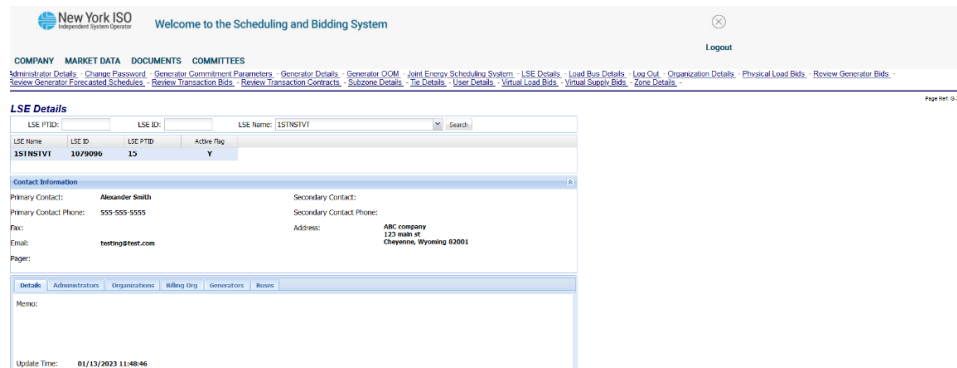 New York ISO
Independent System Operator
Welcome to the Scheduling and Bidding System
Logout
COMPANY MARKET DATA DOCUMENTS COMMITTEES
Administrator Details - Change Password - Generator Commitment Parameters - Generator Details - Generator OOM - Joint Energy Scheduling System - LSE Details - Load Bus Details - Log Out - Organization Details - Physical Load Bids - Review Generator Bids -
Review Generator Forecasted Schedules - Review Transaction Bids - Review Transaction Contracts - Subzone Details - Tie Details - User Details - Virtual Load Bids - Virtual Supply Bids - Zone Details -
Page Ref: G-
LSE Details
LSE PTID: LSE ID: LSE Name: 1STNSTVT Search
LSE Name LSE ID LSE PTID Active Flag
1STNSTVT 1079096 15 Y
Contact Information
Primary Contact: Alexander Smith Secondary Contact:
Primary Contact Phone: 555-555-5555 Secondary Contact Phone:
Fax: Address: ABC company
123 main st
Cheyenne, Wyoming 82001
Email: testing@test.com
Pager:
Details Administrators Organizations Billing Org Generators Buses
Memo:
Update Time: 01/13/2023 11:48:46